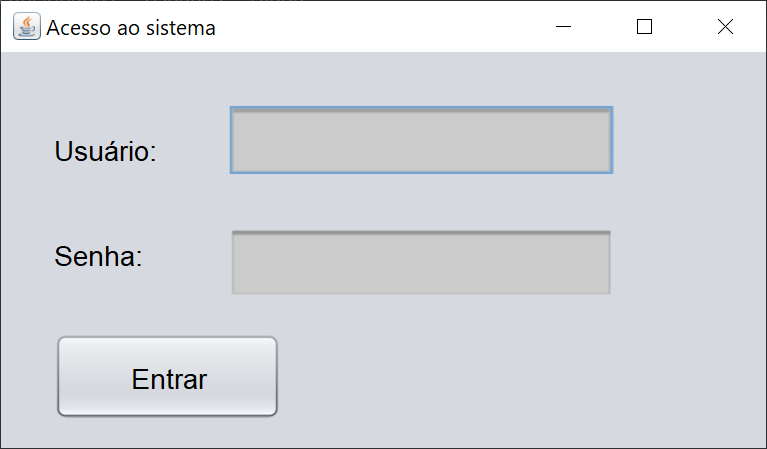 Acesso ao sistema
Usuário:
Senha:
Entrar